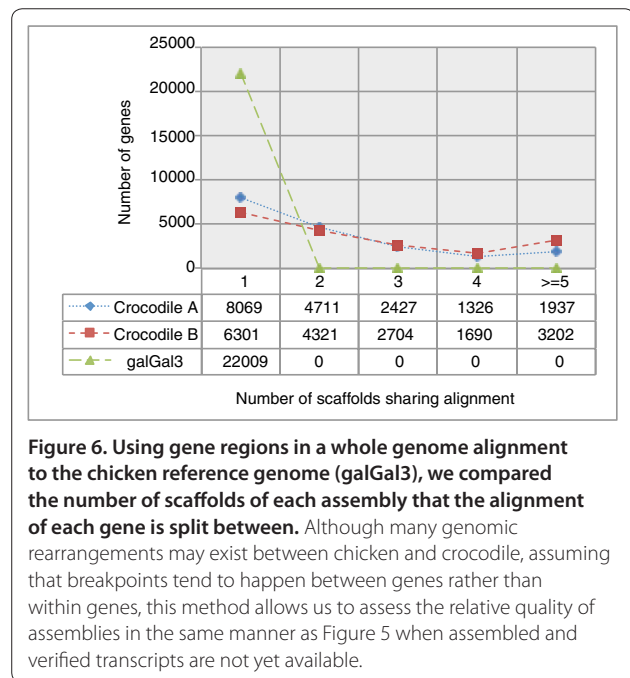 25000
20000
15000
10000
5000
0
Number of genes
1 2 3 4 >=5
Crocodile A 8069 4711 2427 1326 1937
Crocodile B 6301 4321 2704 1690 3202
galGal3 22009 0 0 0 0
Number of scaffolds sharing alignment
Figure 6. Using gene regions in a whole genome alignment
to the chicken reference genome (galGal3), we compared
the number of scaffolds of each assembly that the alignment
of each gene is split between. Although many genomic
rearrangements may exist between chicken and crocodile, assuming
that breakpoints tend to happen between genes rather than
within genes, this method allows us to assess the relative quality of
assemblies in the same manner as Figure 5 when assembled and
verified transcripts are not yet available.